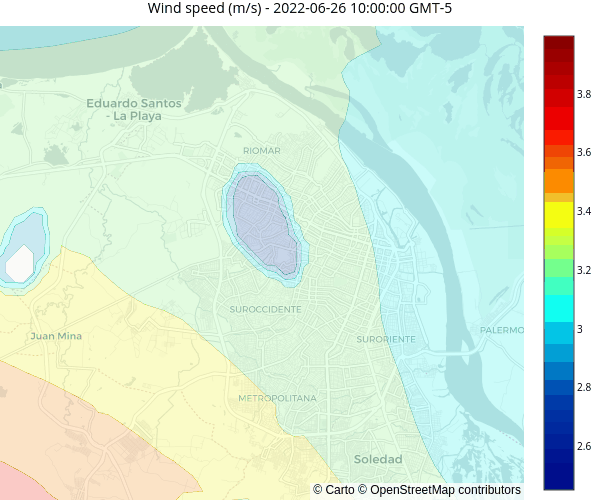 Wind speed (m/s) - 2022-06-26 10:00:00 GMT-5
Eduardo Santos
- La Playa
RIOMAR
SUROCCIDENTE
Juan Mina
SURORIENTE
PALERMO
METROPOLITANA
Soledad
© Carto © OpenStreetMap contributors
3.8
3.6
3.4
3.2
3
2.8
2.6